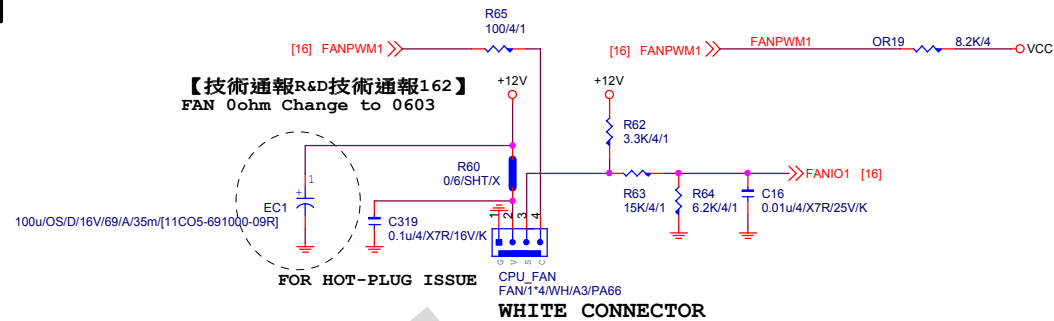 R65
100/4/1
[16] FANPWM1
[16] FANPWM1
FANPWM1
OR19
8.2K/4
VCC
【技術通報R&D技術通報162】
FAN 0ohm Change to 0603
+12V
+12V
R62
3.3K/4/1
R60
0/6/SHT/X
FANIO1 [16]
R63
15K/4/1
R64
6.2K/4/1
C16
0.01u/4/X7R/25V/K
1
+
EC1
100u/OS/D/16V/69/A/35m/[11CO5-691000-09R]
C319
0.1u/4/X7R/16V/K
1 2 3 4
G V S C
FOR HOT-PLUG ISSUE
CPU_FAN
FAN/1*4/WH/A3/PA66
WHITE CONNECTOR